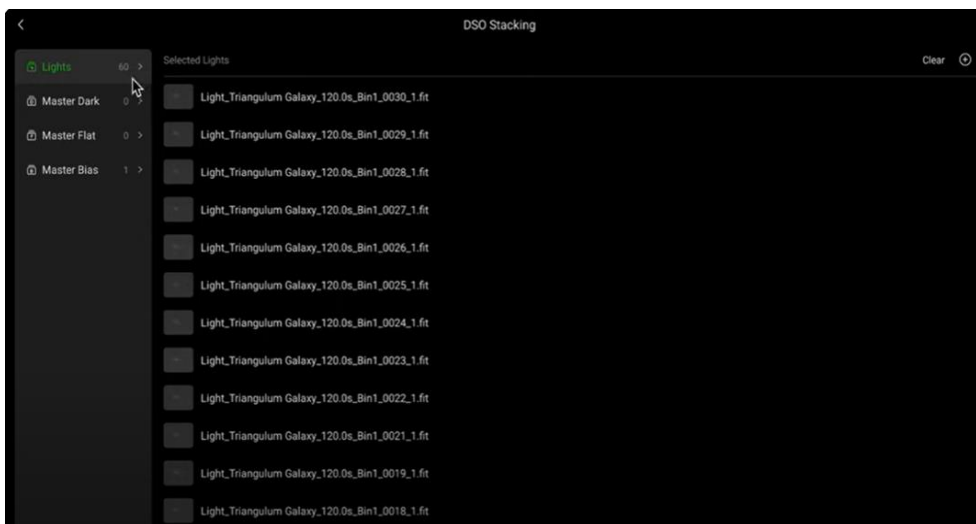 DSO Stacking
Lights 60
Master Dark 0
Master Flat 0
Master Bias 1
Selected Lights Clear
Light_Triangulum Galaxy_120.0s_Bin1_0030_1.fit
Light_Triangulum Galaxy_120.0s_Bin1_0029_1.fit
Light_Triangulum Galaxy_120.0s_Bin1_0028_1.fit
Light_Triangulum Galaxy_120.0s_Bin1_0027_1.fit
Light_Triangulum Galaxy_120.0s_Bin1_0026_1.fit
Light_Triangulum Galaxy_120.0s_Bin1_0025_1.fit
Light_Triangulum Galaxy_120.0s_Bin1_0024_1.fit
Light_Triangulum Galaxy_120.0s_Bin1_0023_1.fit
Light_Triangulum Galaxy_120.0s_Bin1_0022_1.fit
Light_Triangulum Galaxy_120.0s_Bin1_0021_1.fit
Light_Triangulum Galaxy_120.0s_Bin1_0019_1.fit
Light_Triangulum Galaxy_120.0s_Bin1_0018_1.fit